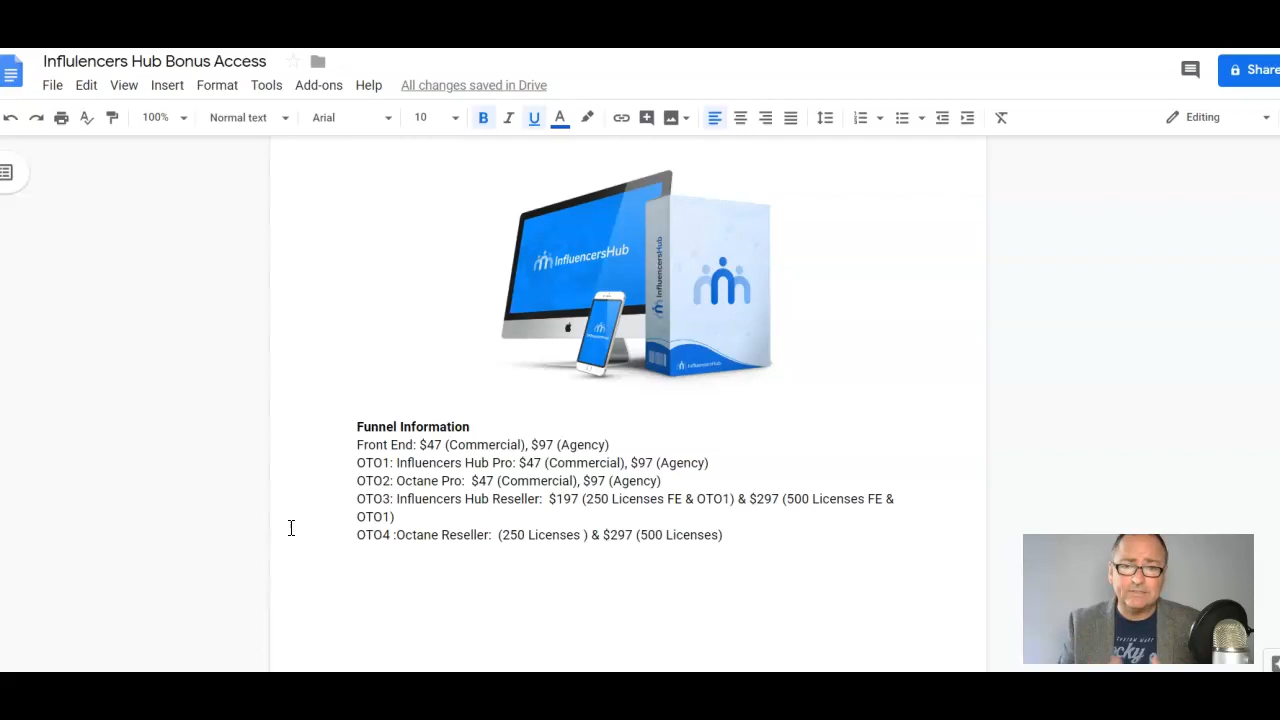 Influlencers Hub Bonus Access
File Edit View Insert Format Tools Add-ons Help All changes saved in Drive
Share
100% Normal text Arial 10 B I U A Editing
InfluencersHub
InfluencersHub
InfluencersHub
Funnel Information
Front End: $47 (Commercial), $97 (Agency)
OTO1: Influencers Hub Pro: $47 (Commercial), $97 (Agency)
OTO2: Octane Pro: $47 (Commercial), $97 (Agency)
OTO3: Influencers Hub Reseller: $197 (250 Licenses FE & OTO1) & $297 (500 Licenses FE &
OTO1)
OTO4 :Octane Reseller: (250 Licenses ) & $297 (500 Licenses)